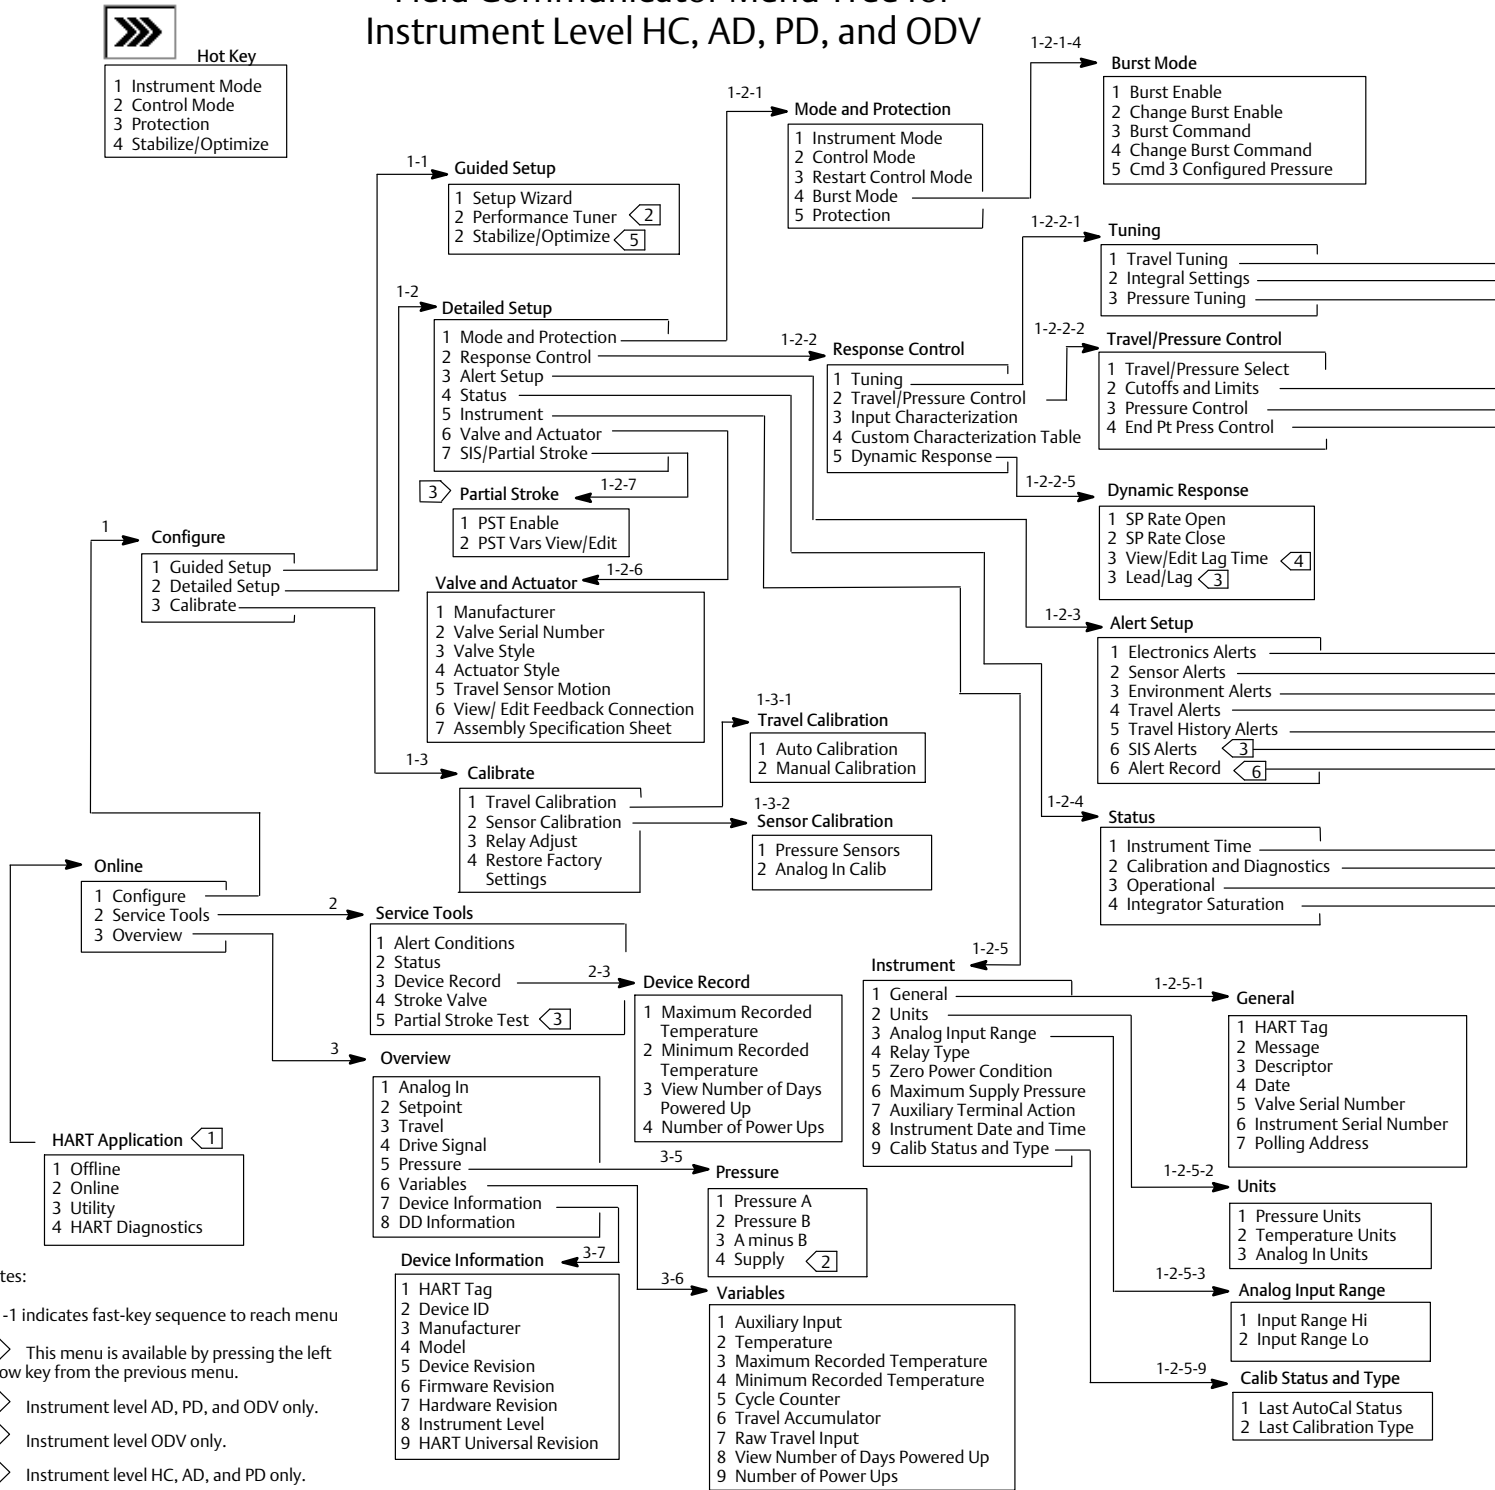 Instrument Level HC, AD, PD, and ODV
Hot Key
1 Instrument Mode
2 Control Mode
3 Protection
4 Stabilize/Optimize
1-1
Guided Setup
1 Setup Wizard
2 Performance Tuner 2
2 Stabilize/Optimize 5
1-2
Detailed Setup
1 Mode and Protection
2 Response Control
3 Alert Setup
4 Status
5 Instrument
6 Valve and Actuator
7 SIS/Partial Stroke
1-2-1
Mode and Protection
1 Instrument Mode
2 Control Mode
3 Restart Control Mode
4 Burst Mode
5 Protection
1-2-1-4
Burst Mode
1 Burst Enable
2 Change Burst Enable
3 Burst Command
4 Change Burst Command
5 Cmd 3 Configured Pressure
1-2-2
Response Control
1 Tuning
2 Travel/Pressure Control
3 Input Characterization
4 Custom Characterization Table
5 Dynamic Response
1-2-2-1
Tuning
1 Travel Tuning
2 Integral Settings
3 Pressure Tuning
1-2-2-2
Travel/Pressure Control
1 Travel/Pressure Select
2 Cutoffs and Limits
3 Pressure Control
4 End Pt Press Control
1-2-2-5
Dynamic Response
1 SP Rate Open
2 SP Rate Close
3 View/Edit Lag Time 4
3 Lead/Lag 3
3 Partial Stroke
1-2-7
1 PST Enable
2 PST Vars View/Edit
1-2-6
Valve and Actuator
1 Manufacturer
2 Valve Serial Number
3 Valve Style
4 Actuator Style
5 Travel Sensor Motion
6 View/ Edit Feedback Connection
7 Assembly Specification Sheet
1
Configure
1 Guided Setup
2 Detailed Setup
3 Calibrate
1-2-3
Alert Setup
1 Electronics Alerts
2 Sensor Alerts
3 Environment Alerts
4 Travel Alerts
5 Travel History Alerts
6 SIS Alerts 3
6 Alert Record 6
1-3
Calibrate
1 Travel Calibration
2 Sensor Calibration
3 Relay Adjust
4 Restore Factory
Settings
1-3-1
Travel Calibration
1 Auto Calibration
2 Manual Calibration
1-3-2
Sensor Calibration
1 Pressure Sensors
2 Analog In Calib
1-2-4
Status
1 Instrument Time
2 Calibration and Diagnostics
3 Operational
4 Integrator Saturation
Online
1 Configure
2 Service Tools
3 Overview
2
Service Tools
1 Alert Conditions
2 Status
3 Device Record
4 Stroke Valve
5 Partial Stroke Test 3
2-3
Device Record
1 Maximum Recorded
Temperature
2 Minimum Recorded
Temperature
3 View Number of Days
Powered Up
4 Number of Power Ups
1-2-5
Instrument
1 General
2 Units
3 Analog Input Range
4 Relay Type
5 Zero Power Condition
6 Maximum Supply Pressure
7 Auxiliary Terminal Action
8 Instrument Date and Time
9 Calib Status and Type
1-2-5-1
General
1 HART Tag
2 Message
3 Descriptor
4 Date
5 Valve Serial Number
6 Instrument Serial Number
7 Polling Address
1-2-5-2
Units
1 Pressure Units
2 Temperature Units
3 Analog In Units
1-2-5-3
Analog Input Range
1 Input Range Hi
2 Input Range Lo
1-2-5-9
Calib Status and Type
1 Last AutoCal Status
2 Last Calibration Type
3
Overview
1 Analog In
2 Setpoint
3 Travel
4 Drive Signal
5 Pressure
6 Variables
7 Device Information
8 DD Information
3-5
Pressure
1 Pressure A
2 Pressure B
3 A minus B
4 Supply 2
3-7
Device Information
1 HART Tag
2 Device ID
3 Manufacturer
4 Model
5 Device Revision
6 Firmware Revision
7 Hardware Revision
8 Instrument Level
9 HART Universal Revision
3-6
Variables
1 Auxiliary Input
2 Temperature
3 Maximum Recorded Temperature
4 Minimum Recorded Temperature
5 Cycle Counter
6 Travel Accumulator
7 Raw Travel Input
8 View Number of Days Powered Up
9 Number of Power Ups
HART Application 1
1 Offline
2 Online
3 Utility
4 HART Diagnostics
tes:
-1 indicates fast-key sequence to reach menu
This menu is available by pressing the left
ow key from the previous menu.
Instrument level AD, PD, and ODV only.
Instrument level ODV only.
Instrument level HC, AD, and PD only.